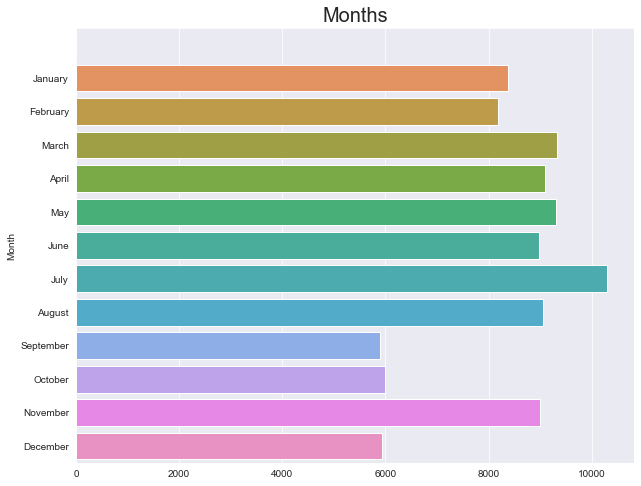 Months
January
February
March
April
May
June
July
August
September
October
November
December
Month
0 2000 4000 6000 8000 10000